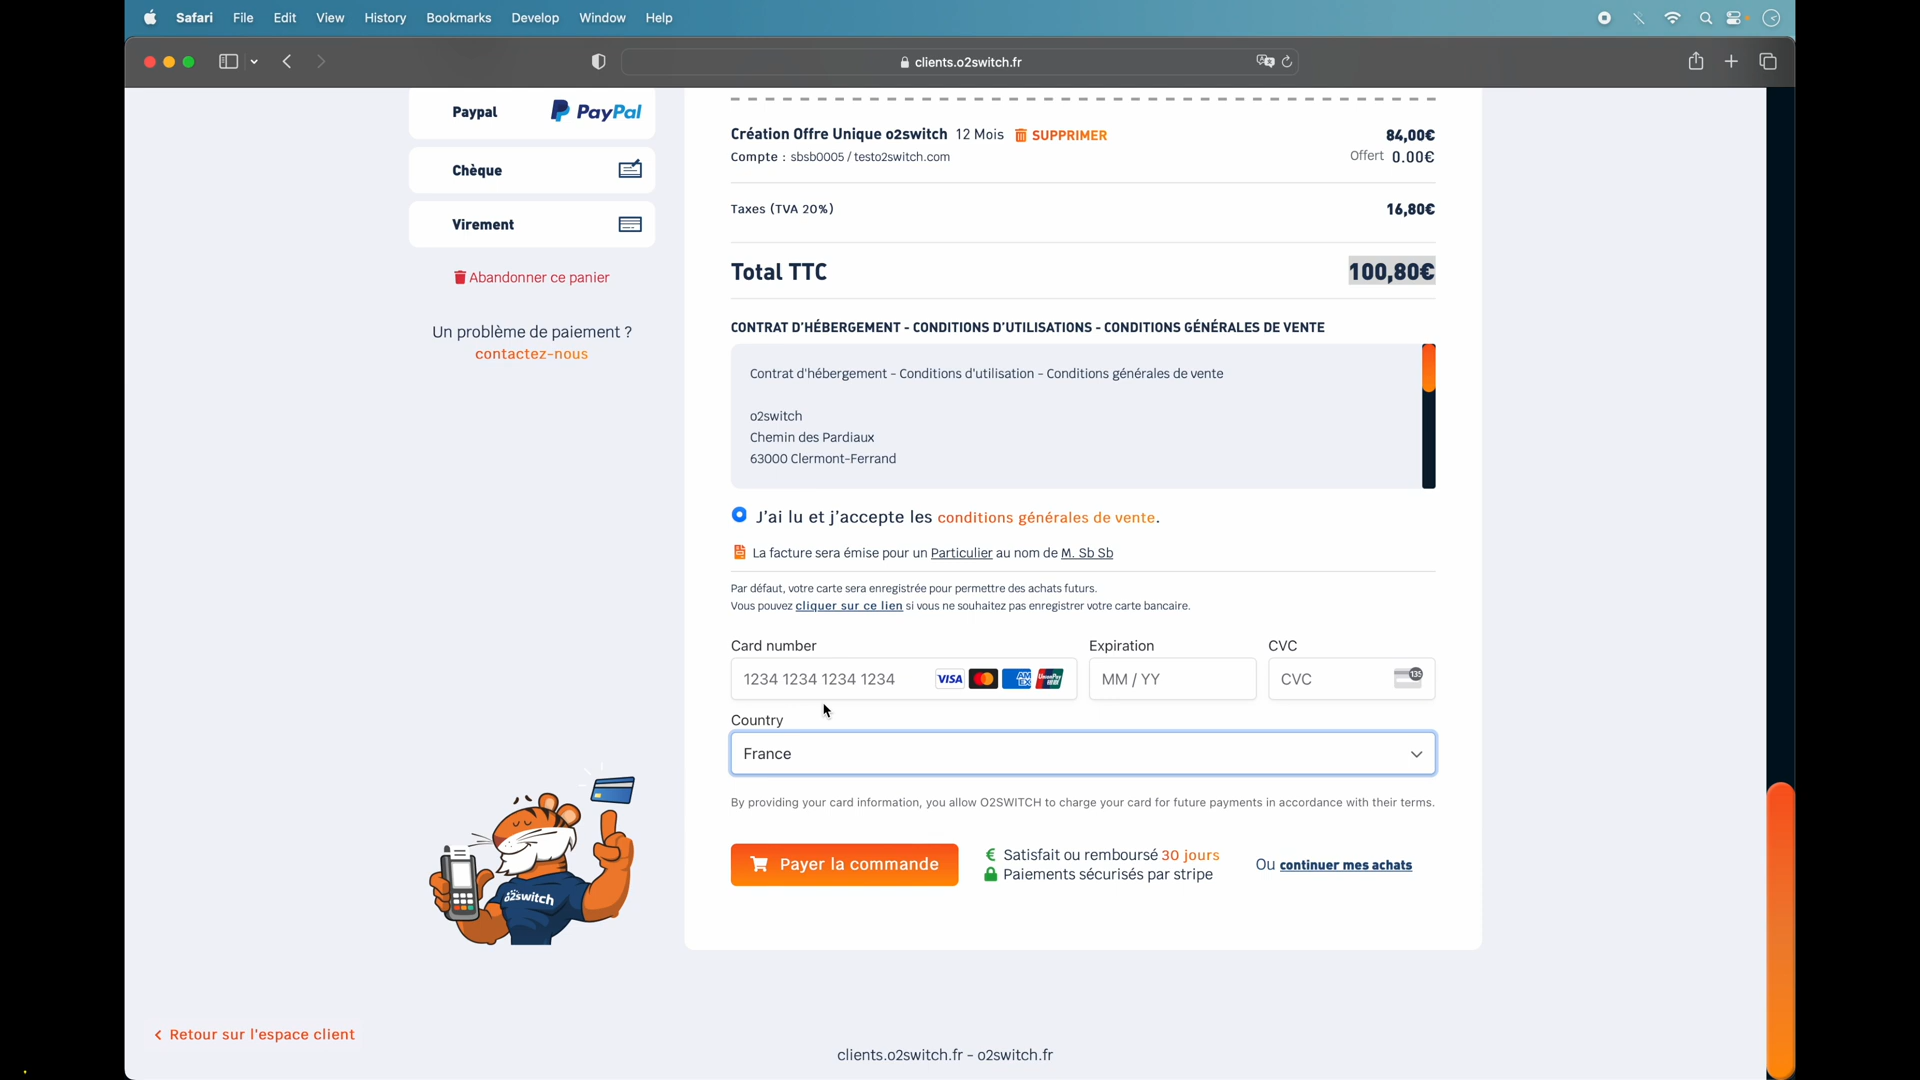 Safari File Edit View History Bookmarks Develop Window Help
clients.o2switch.fr
Paypal PayPal
Chèque
Virement
Abandonner ce panier
Un problème de paiement ?
contactez-nous
Création Offre Unique o2switch 12 Mois SUPPRIMER 84,00€
Compte : sbsb0005 / testo2switch.com Offert 0.00€
Taxes (TVA 20%) 16,80€
Total TTC 100,80€
CONTRAT D'HÉBERGEMENT - CONDITIONS D'UTILISATIONS - CONDITIONS GÉNÉRALES DE VENTE
Contrat d'hébergement - Conditions d'utilisation - Conditions générales de vente
o2switch
Chemin des Pardiaux
63000 Clermont-Ferrand
J'ai lu et j'accepte les conditions générales de vente.
La facture sera émise pour un Particulier au nom de M. Sb Sb
Par défaut, votre carte sera enregistrée pour permettre des achats futurs.
Vous pouvez cliquer sur ce lien si vous ne souhaitez pas enregistrer votre carte bancaire.
Card number Expiration CVC
1234 1234 1234 1234 VISA AM EX UnionPay MM / YY CVC 135
Country
France
By providing your card information, you allow O2SWITCH to charge your card for future payments in accordance with their terms.
Payer la commande
€ Satisfait ou remboursé 30 jours
Paiements sécurisés par stripe
Ou continuer mes achats
o2switch
Retour sur l'espace client
clients.o2switch.fr - o2switch.fr